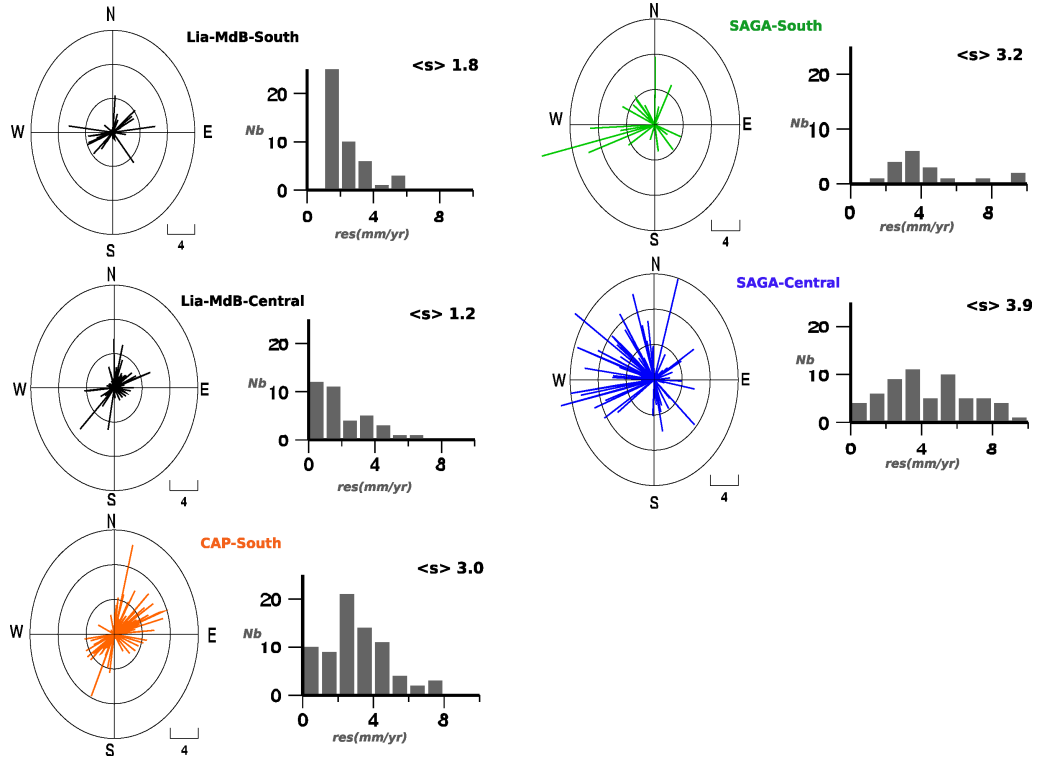 N
Lia-MdB-South
<s> 1.8
W
E
S
4
20
10
0
Nb
0
4
8
res(mm/yr)
N
SAGA-South
<s> 3.2
W
E
S
4
20
10
0
Nb
0
4
8
res(mm/yr)
N
Lia-MdB-Central
<s> 1.2
W
E
S
4
20
10
0
Nb
0
4
8
res(mm/yr)
N
SAGA-Central
<s> 3.9
W
E
S
4
20
10
0
Nb
0
4
8
res(mm/yr)
N
CAP-South
<s> 3.0
W
E
S
4
20
10
0
Nb
0
4
8
res(mm/yr)